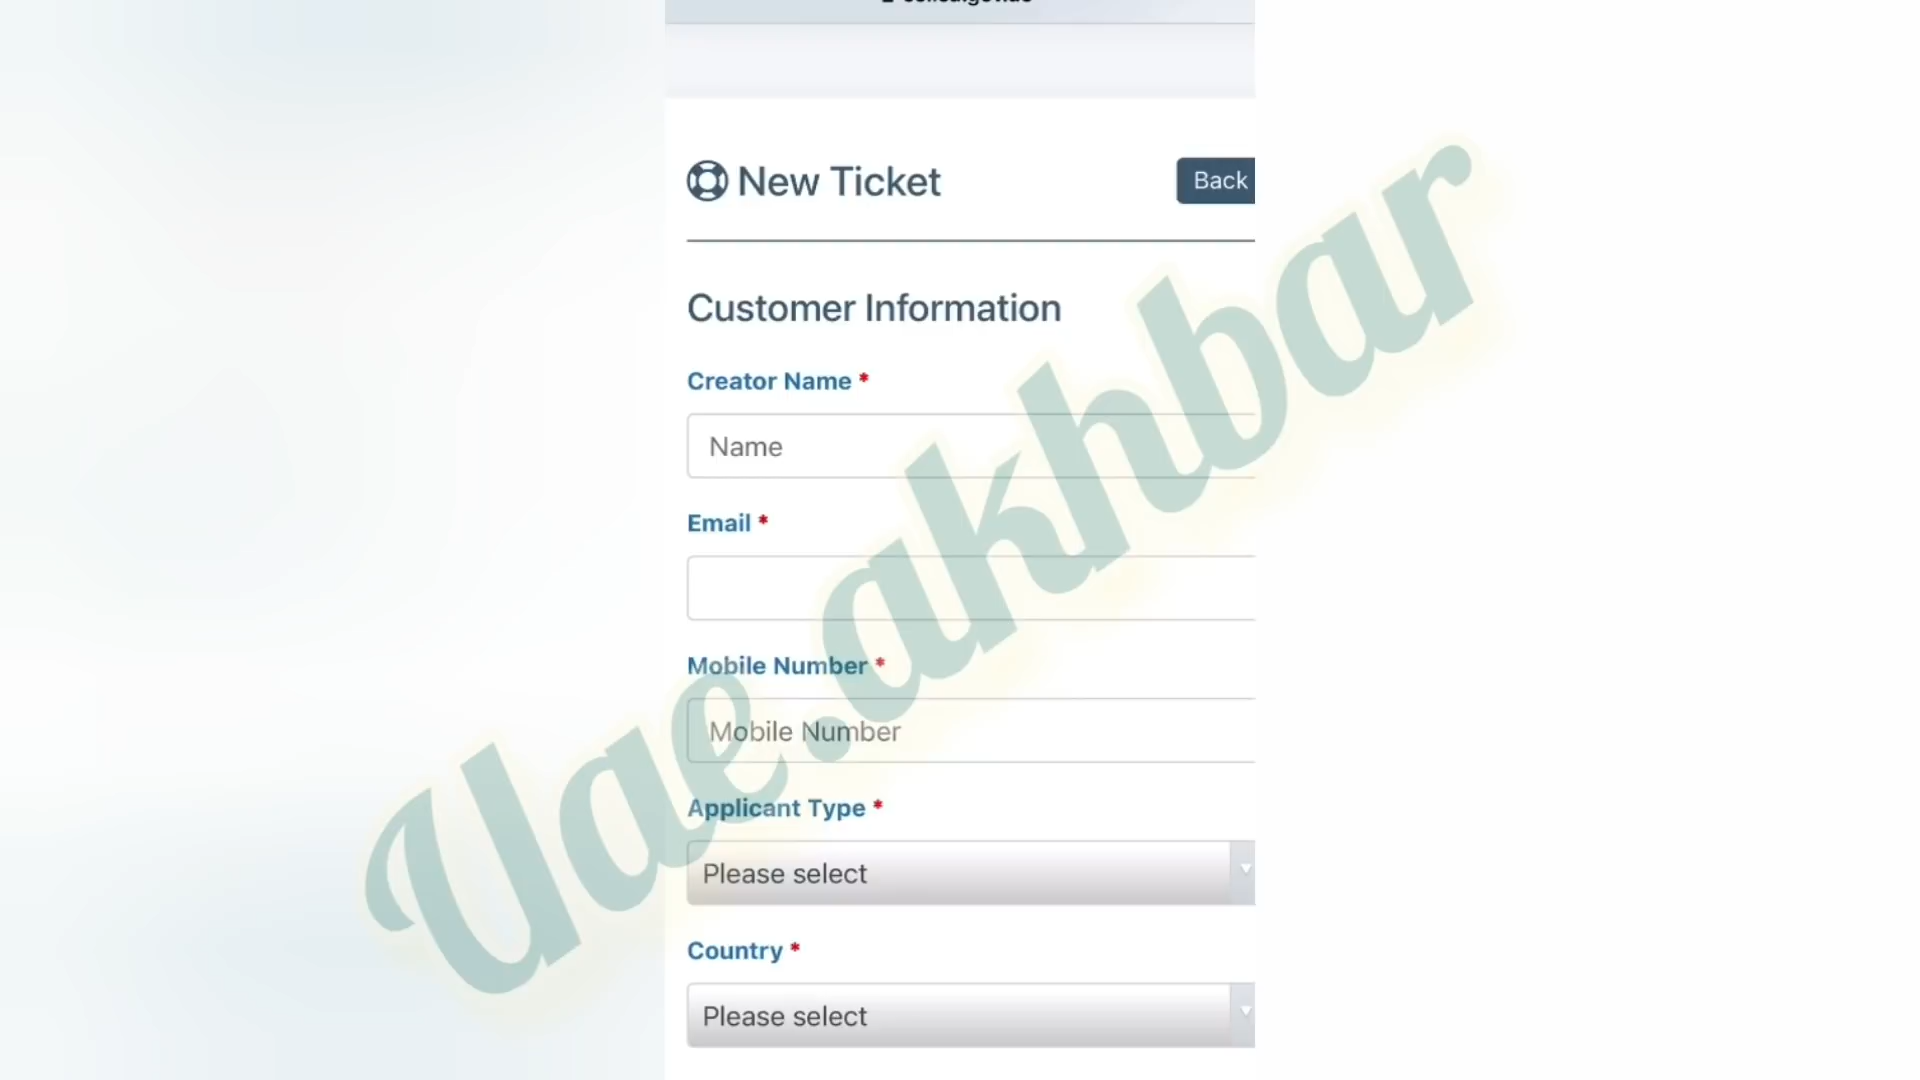 New Ticket
Back
Customer Information
Creator Name *
Name
Email *
Mobile Number *
Mobile Number
Applicant Type *
Please select
Country *
Please select
Uae.akhbar